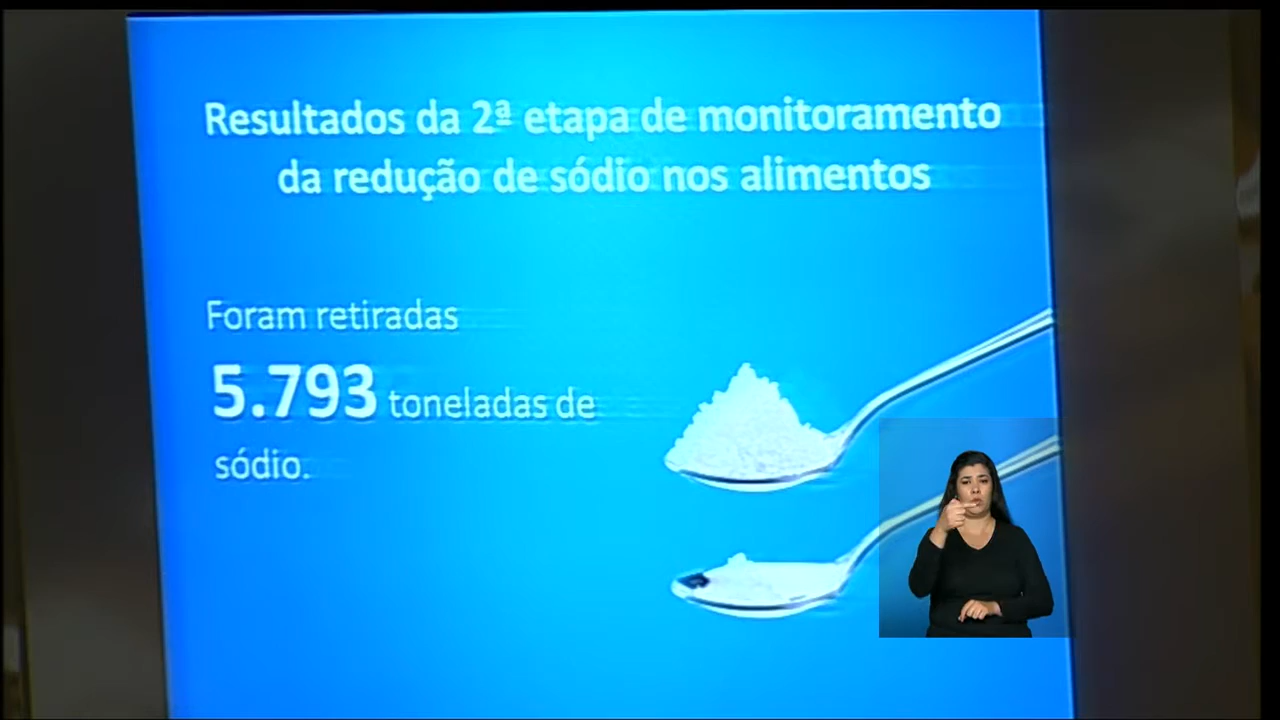 Resultados da 2ª etapa de monitoramento
da redução de sódio nos alimentos
Foram retiradas
5.793 toneladas de
sódio.